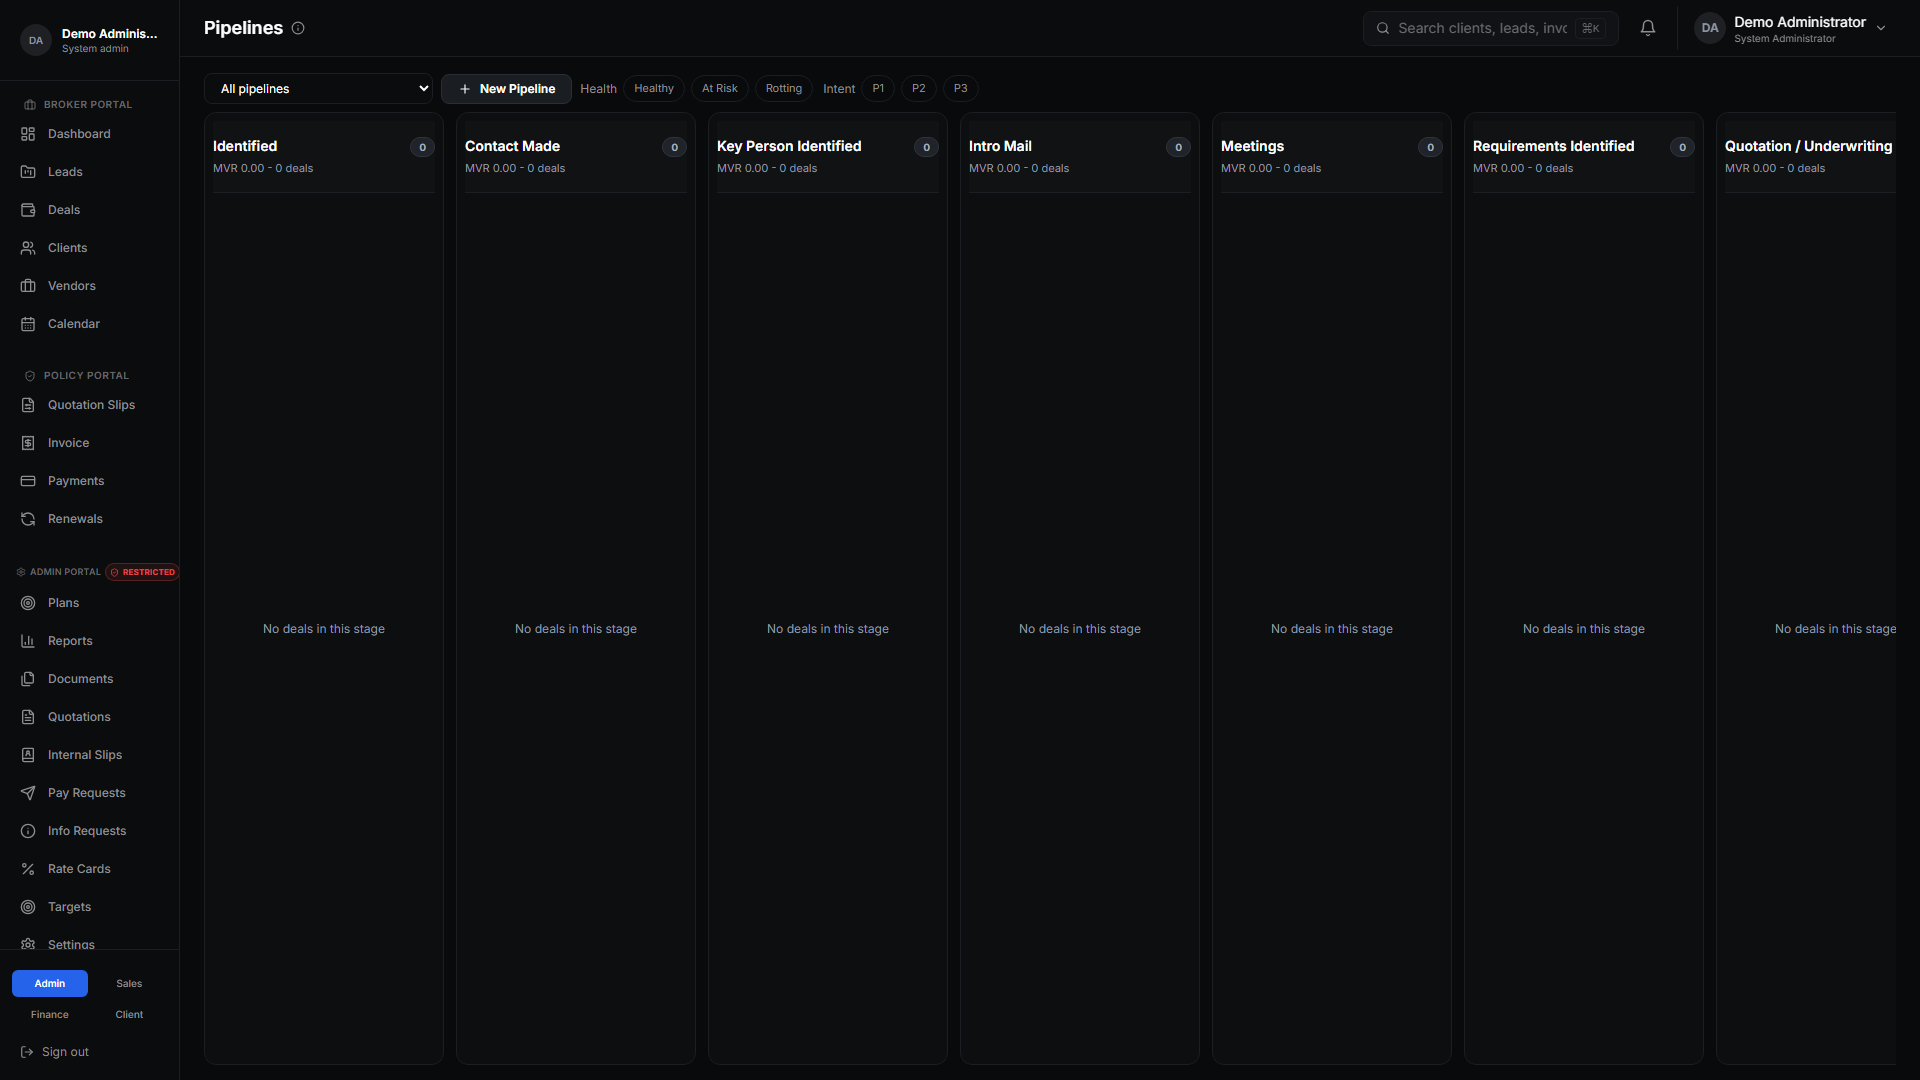 DA
Demo Adminis...
System admin
BROKER PORTAL
Dashboard
Leads
Deals
Clients
Vendors
Calendar
POLICY PORTAL
Quotation Slips
Invoice
Payments
Renewals
ADMIN PORTAL RESTRICTED
Plans
Reports
Documents
Quotations
Internal Slips
Pay Requests
Info Requests
Rate Cards
Targets
Settings
Admin Sales
Finance Client
Sign out
Pipelines
Search clients, leads, invo ⌘K
DA
Demo Administrator
System Administrator
All pipelines New Pipeline Health Healthy At Risk Rotting Intent P1 P2 P3
Identified 0
MVR 0.00 - 0 deals
No deals in this stage
Contact Made 0
MVR 0.00 - 0 deals
No deals in this stage
Key Person Identified 0
MVR 0.00 - 0 deals
No deals in this stage
Intro Mail 0
MVR 0.00 - 0 deals
No deals in this stage
Meetings 0
MVR 0.00 - 0 deals
No deals in this stage
Requirements Identified 0
MVR 0.00 - 0 deals
No deals in this stage
Quotation / Underwriting
MVR 0.00 - 0 deals
No deals in this stage